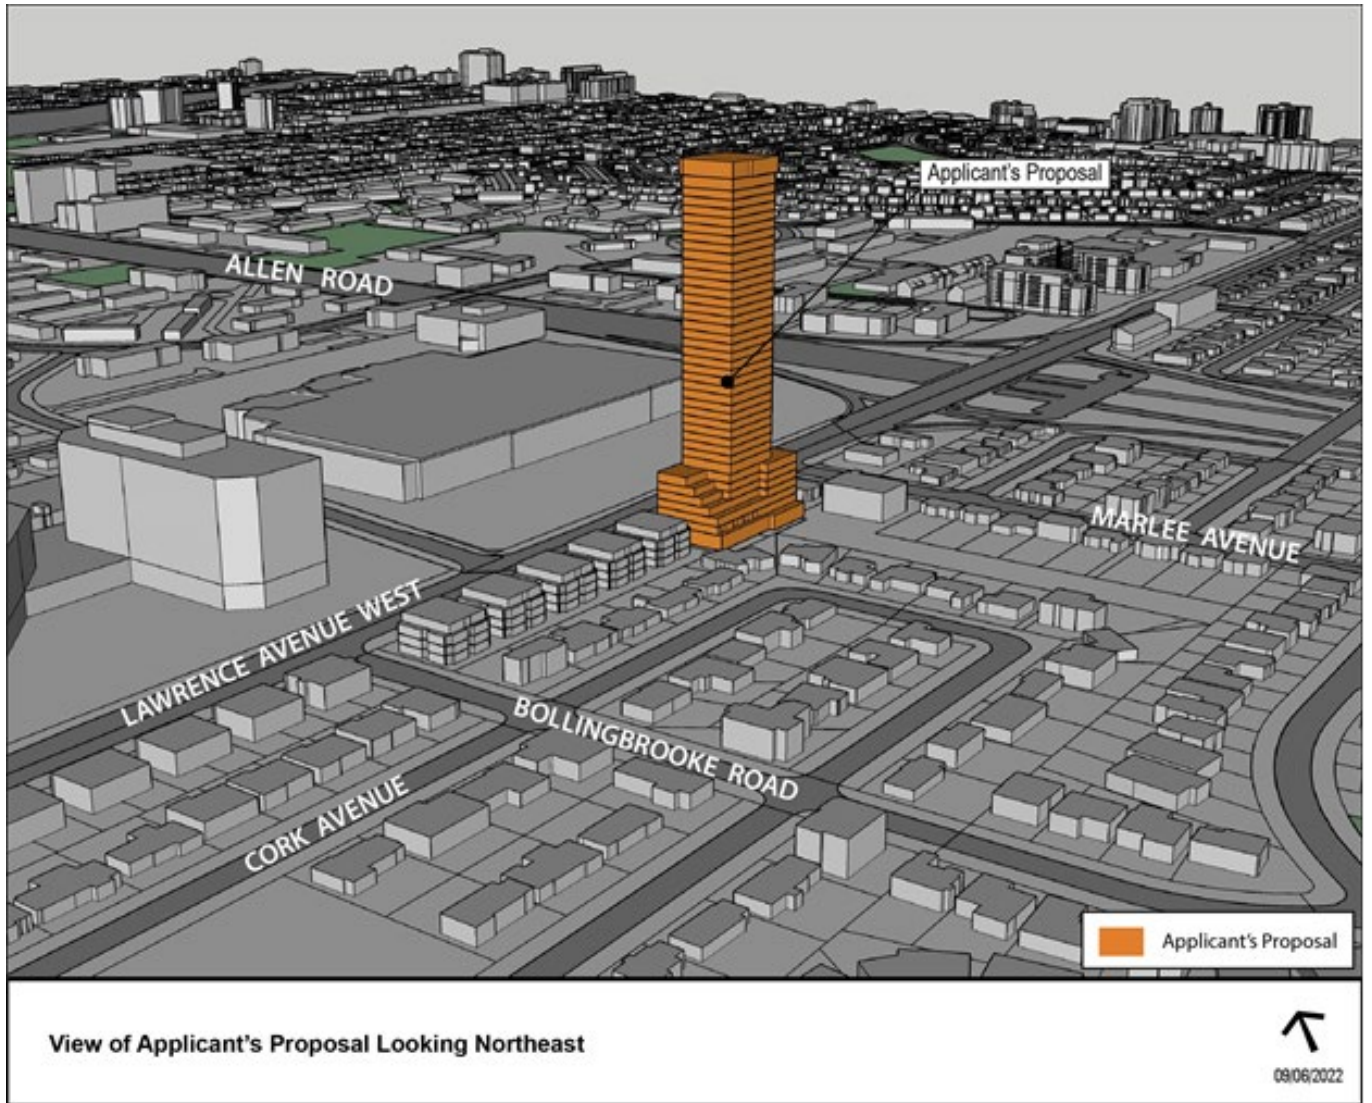 Applicant's Proposal
ALLEN ROAD
MARLEE AVENUE
LAWRENCE AVENUE WEST
BOLLINGBROOKE ROAD
CORK AVENUE
Applicant's Proposal
View of Applicant's Proposal Looking Northeast
09/06/2022